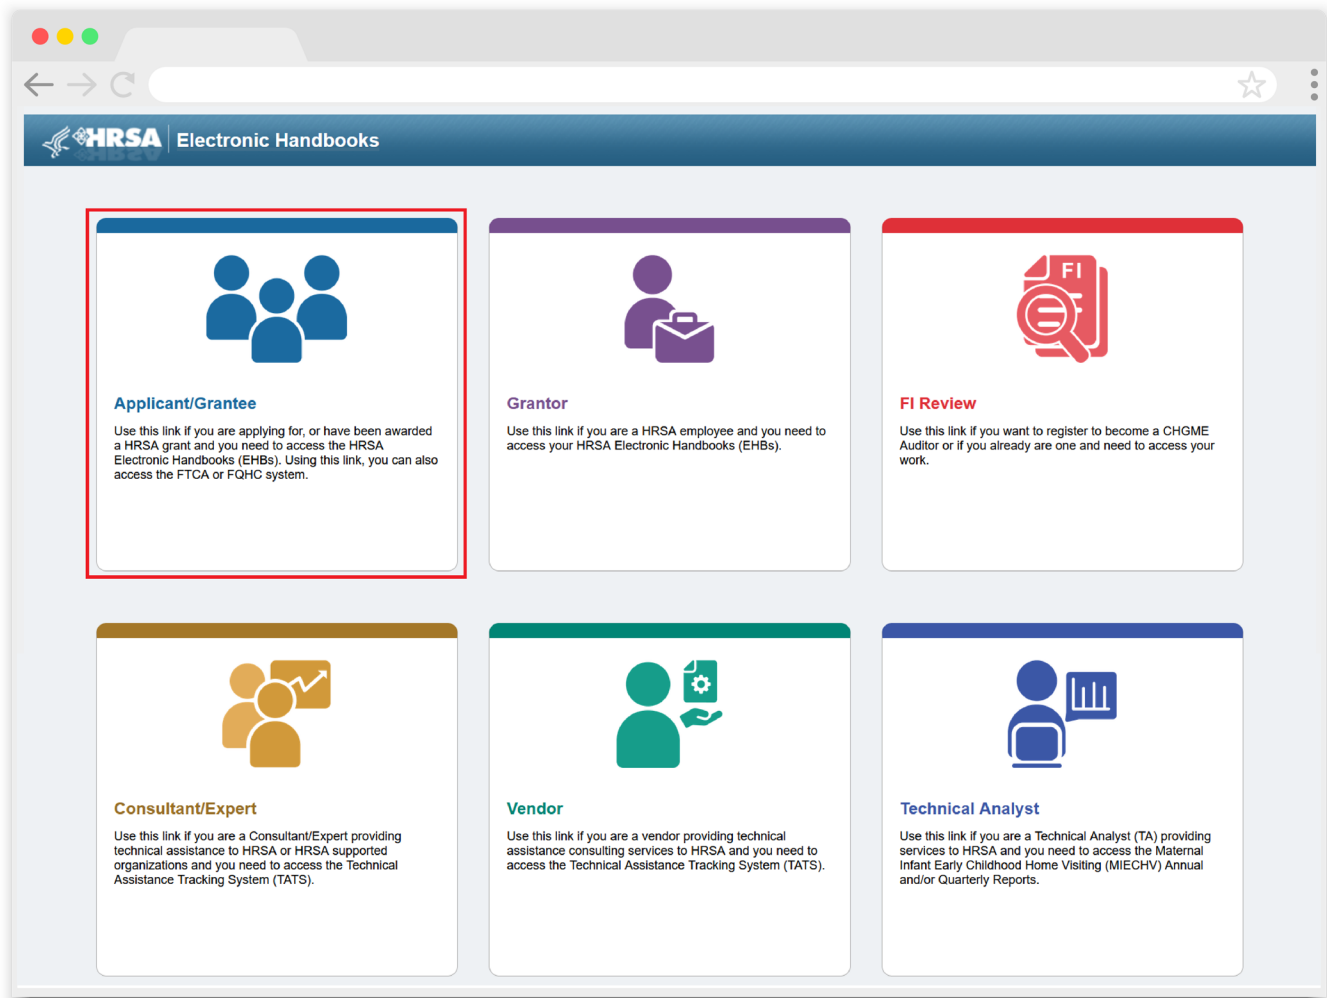 HRSA Electronic Handbooks
FI
Applicant/Grantee
Use this link if you are applying for, or have been awarded
a HRSA grant and you need to access the HRSA
Electronic Handbooks (EHBs). Using this link, you can also
access the FTCA or FQHC system.
Grantor
Use this link if you are a HRSA employee and you need to
access your HRSA Electronic Handbooks (EHBs).
FI Review
Use this link if you want to register to become a CHGME
Auditor or if you already are one and need to access your
work.
Consultant/Expert
Use this link if you are a Consultant/Expert providing
technical assistance to HRSA or HRSA supported
organizations and you need to access the Technical
Assistance Tracking System (TATS).
Vendor
Use this link if you are a vendor providing technical
assistance consulting services to HRSA and you need to
access the Technical Assistance Tracking System (TATS).
Technical Analyst
Use this link if you are a Technical Analyst (TA) providing
services to HRSA and you need to access the Maternal
Infant Early Childhood Home Visiting (MIECHV) Annual
and/or Quarterly Reports.